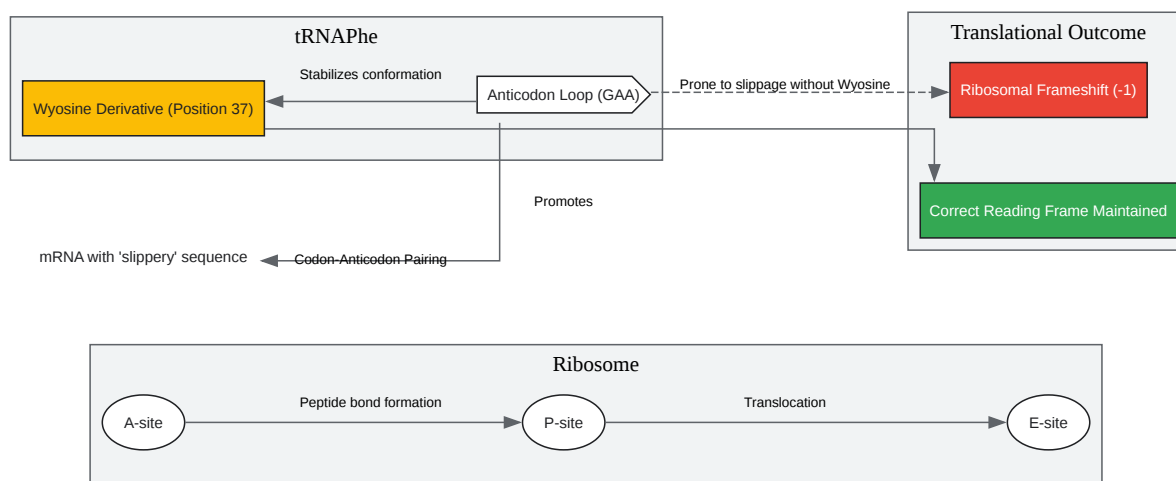 tRNAPhe
Translational Outcome
Stabilizes conformation
Wyosine Derivative (Position 37)
Anticodon Loop (GAA)
Prone to slippage without Wyosine
Ribosomal Frameshift (-1)
Promotes
Correct Reading Frame Maintained
mRNA with 'slippery' sequence
Codon-Anticodon Pairing
Ribosome
Peptide bond formation
Translocation
A-site
P-site
E-site